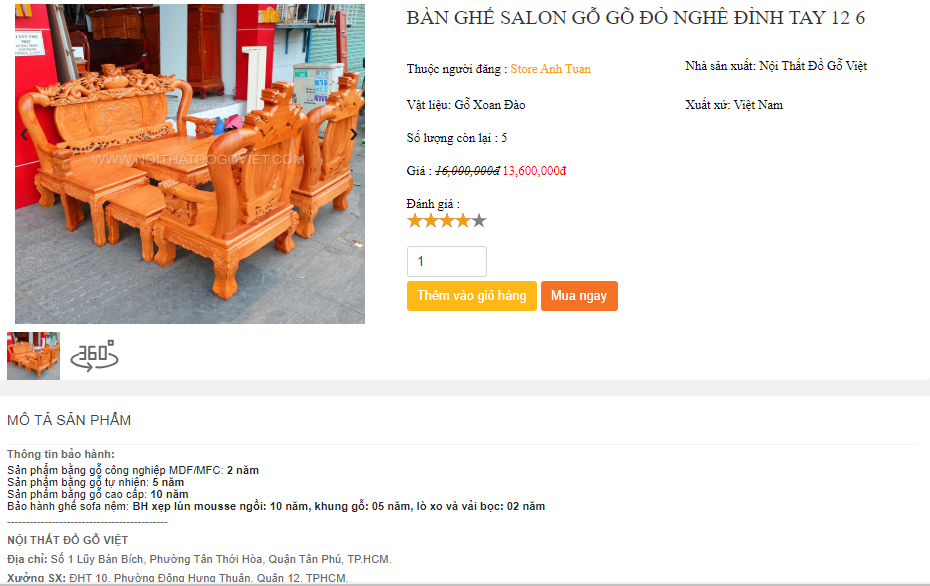 BÀN GHẾ SALON GỖ GÕ ĐỎ NGHÊ ĐỈNH TAY 12 6
Thuộc người đăng : Store Anh Tuan
Nhà sản xuất: Nội Thất Đồ Gỗ Việt
Vật liệu: Gỗ Xoan Đào
Xuất xứ: Việt Nam
Số lượng còn lại : 5
Giá : 16,000,000đ 13,600,000đ
Đánh giá :
1
Thêm vào giỏ hàng
Mua ngay
WWW.NOITHATDOGOVIET.COM
360°
MÔ TẢ SẢN PHẨM
Thông tin bảo hành:
Sản phẩm bằng gỗ công nghiệp MDF/MFC: 2 năm
Sản phẩm bằng gỗ tự nhiên: 5 năm
Sản phẩm bằng gỗ cao cấp: 10 năm
Bảo hành ghế sofa nệm: BH xẹp lún mousse ngồi: 10 năm, khung gỗ: 05 năm, lò xo và vải bọc: 02 năm
-------------------------------------------
NỘI THẤT ĐỒ GỖ VIỆT
Địa chỉ: Số 1 Lũy Bán Bích, Phường Tân Thới Hòa, Quận Tân Phú, TP.HCM.
Xưởng SX: ĐHT 10, Phường Đông Hưng Thuận, Quận 12, TPHCM.